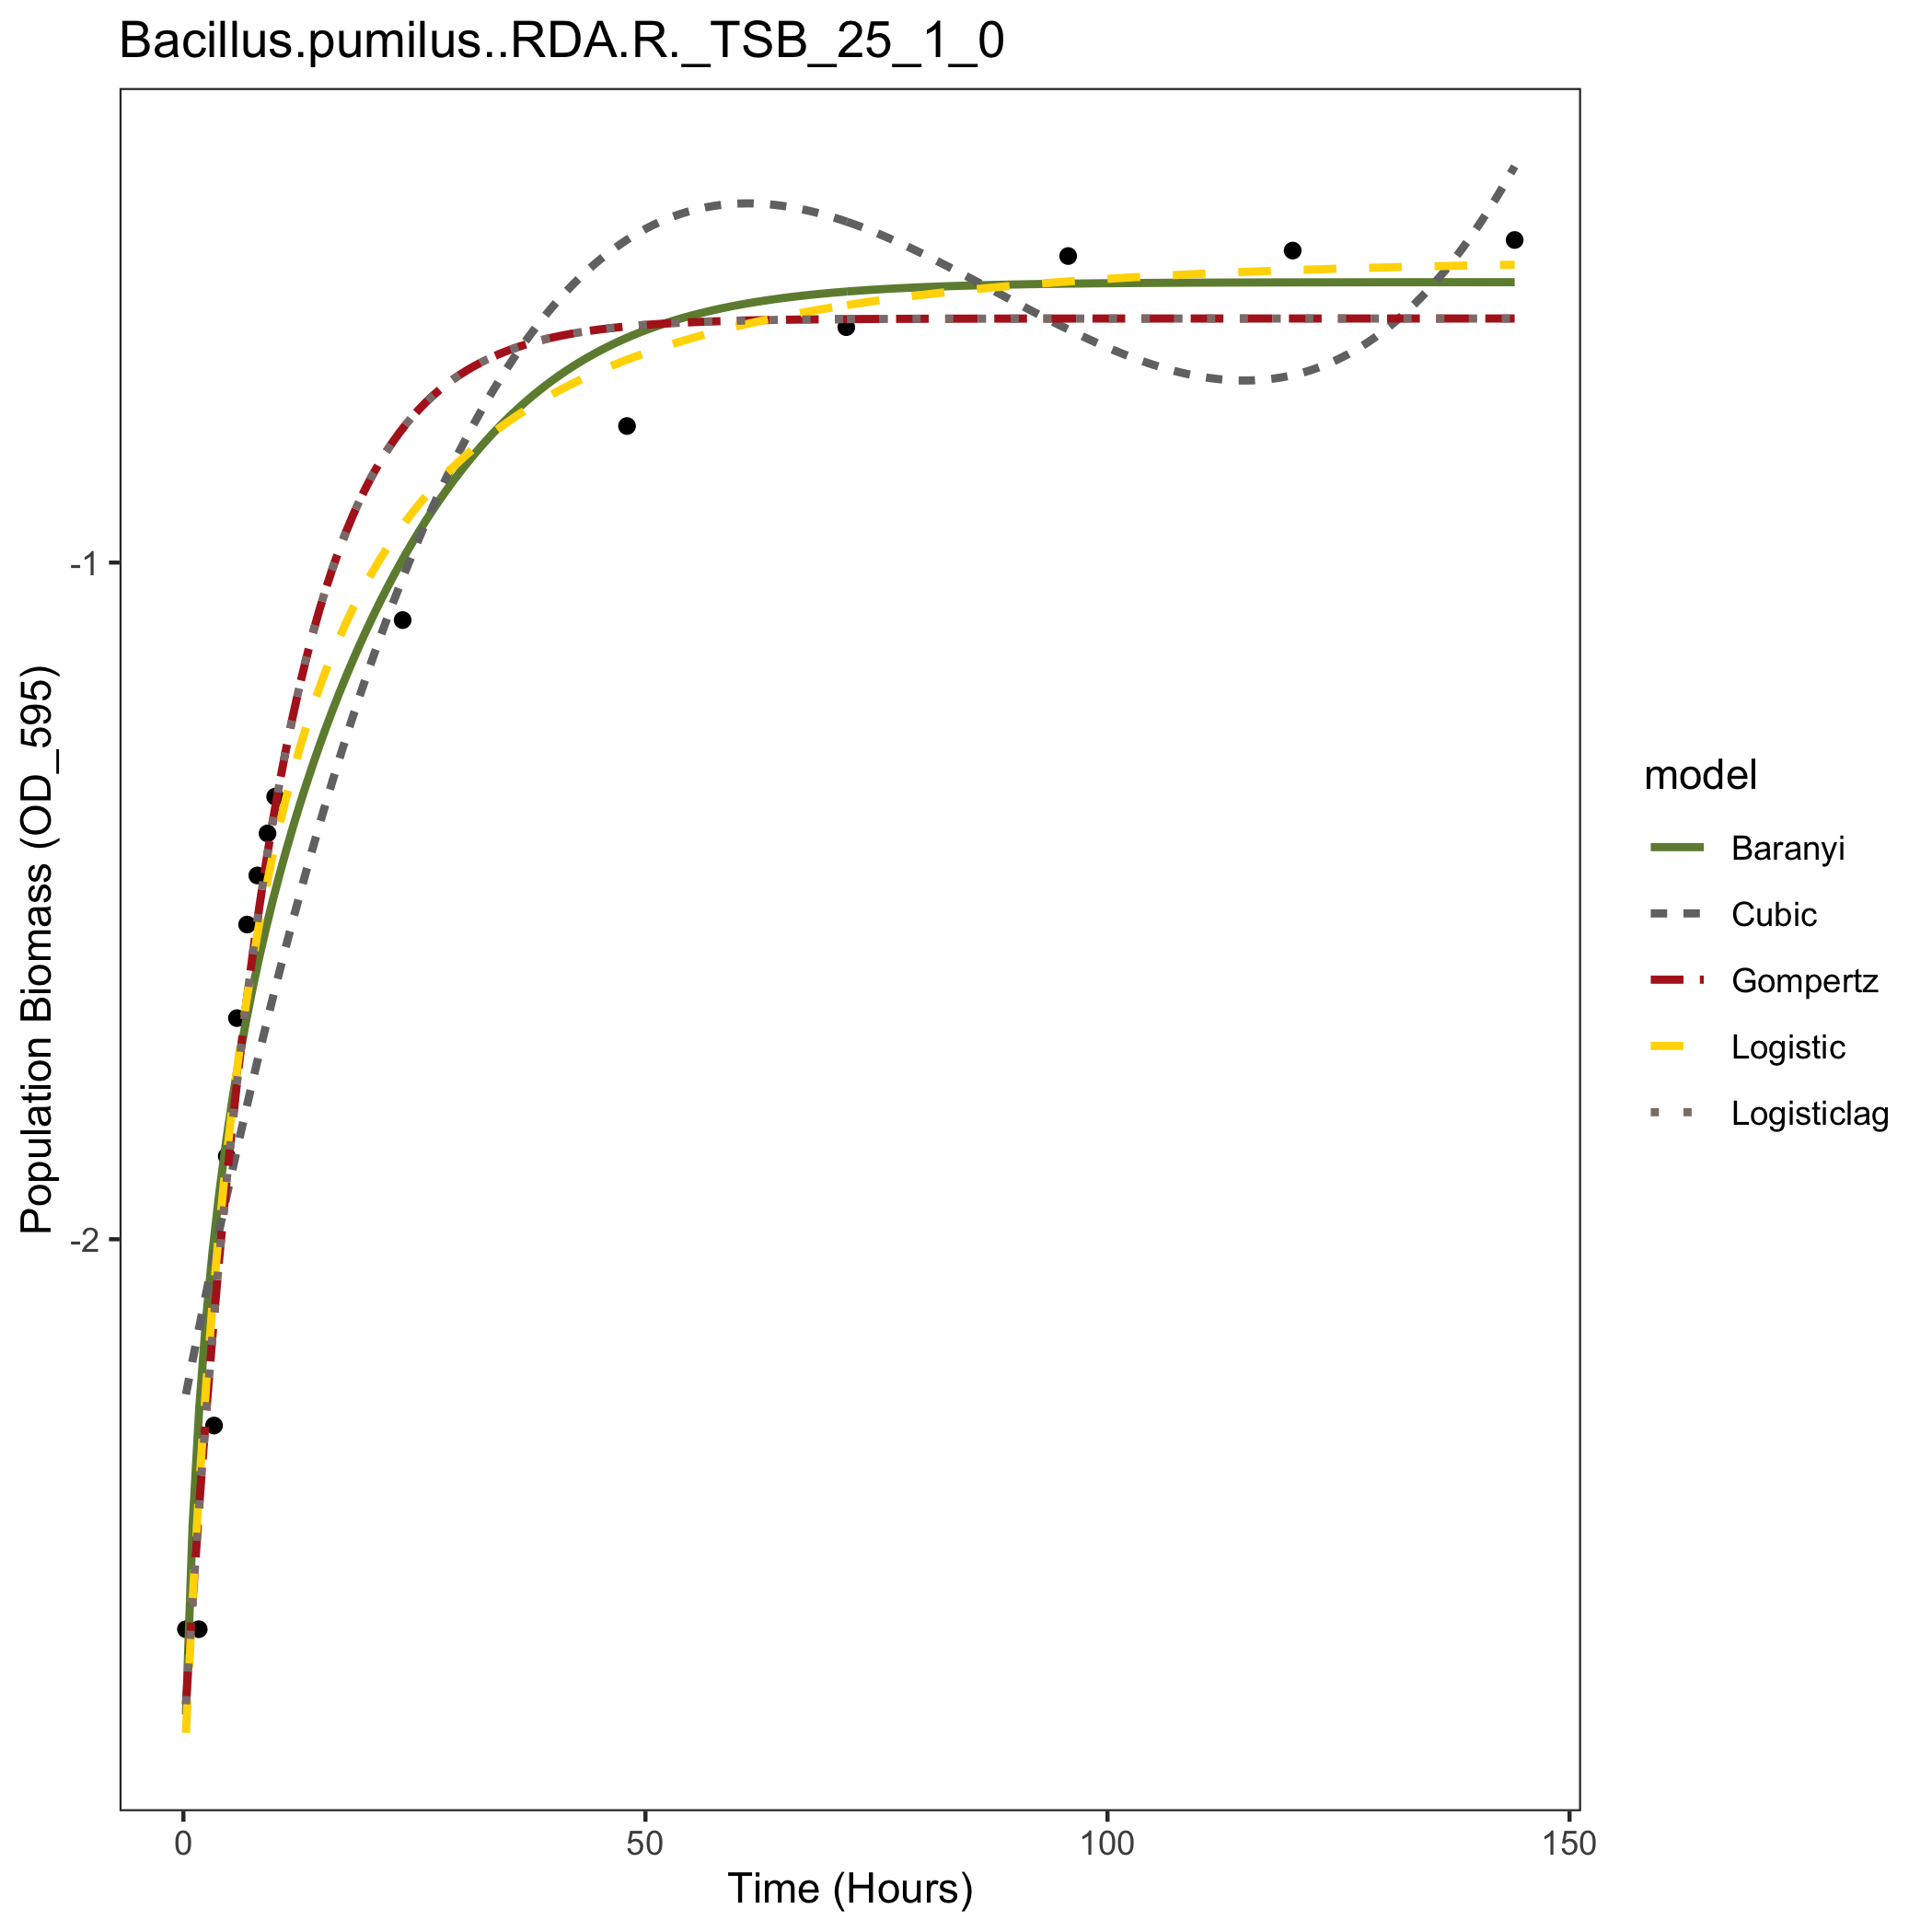 Bacillus.pumilus..RDA.R._TSB_25_1_0
Population Biomass (OD_595)
-1
-2
0
50
100
150
Time (Hours)
model
Baranyi
Cubic
Gompertz
Logistic
Logisticlag